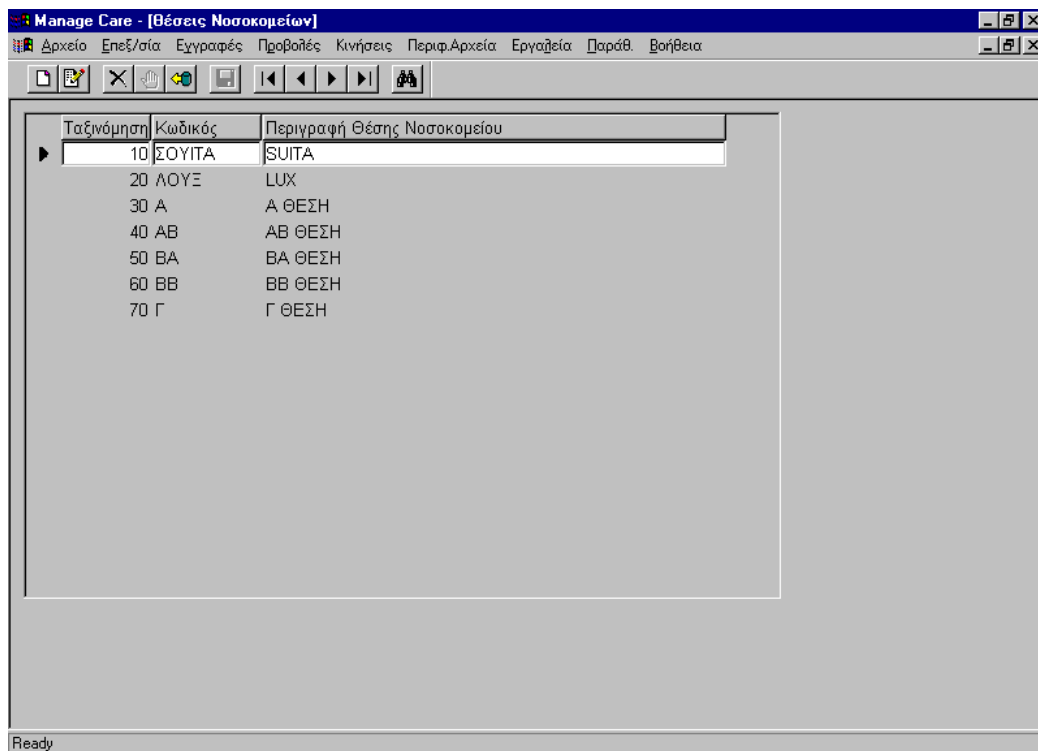 Manage Care - [Θέσεις Νοσοκομείων]
Αρχείο Επεξ/σία Εγγραφές Προβολές Κινήσεις Περιφ.Αρχεία Εργαλεία Παράθ. Βοήθεια
Ταξινόμηση Κωδικός Περιγραφή Θέσης Νοσοκομείου
10 ΣΟΥΙΤΑ SUITA
20 ΛΟΥΞ LUX
30 Α Α ΘΕΣΗ
40 ΑΒ ΑΒ ΘΕΣΗ
50 ΒΑ ΒΑ ΘΕΣΗ
60 ΒΒ ΒΒ ΘΕΣΗ
70 Γ Γ ΘΕΣΗ
Ready